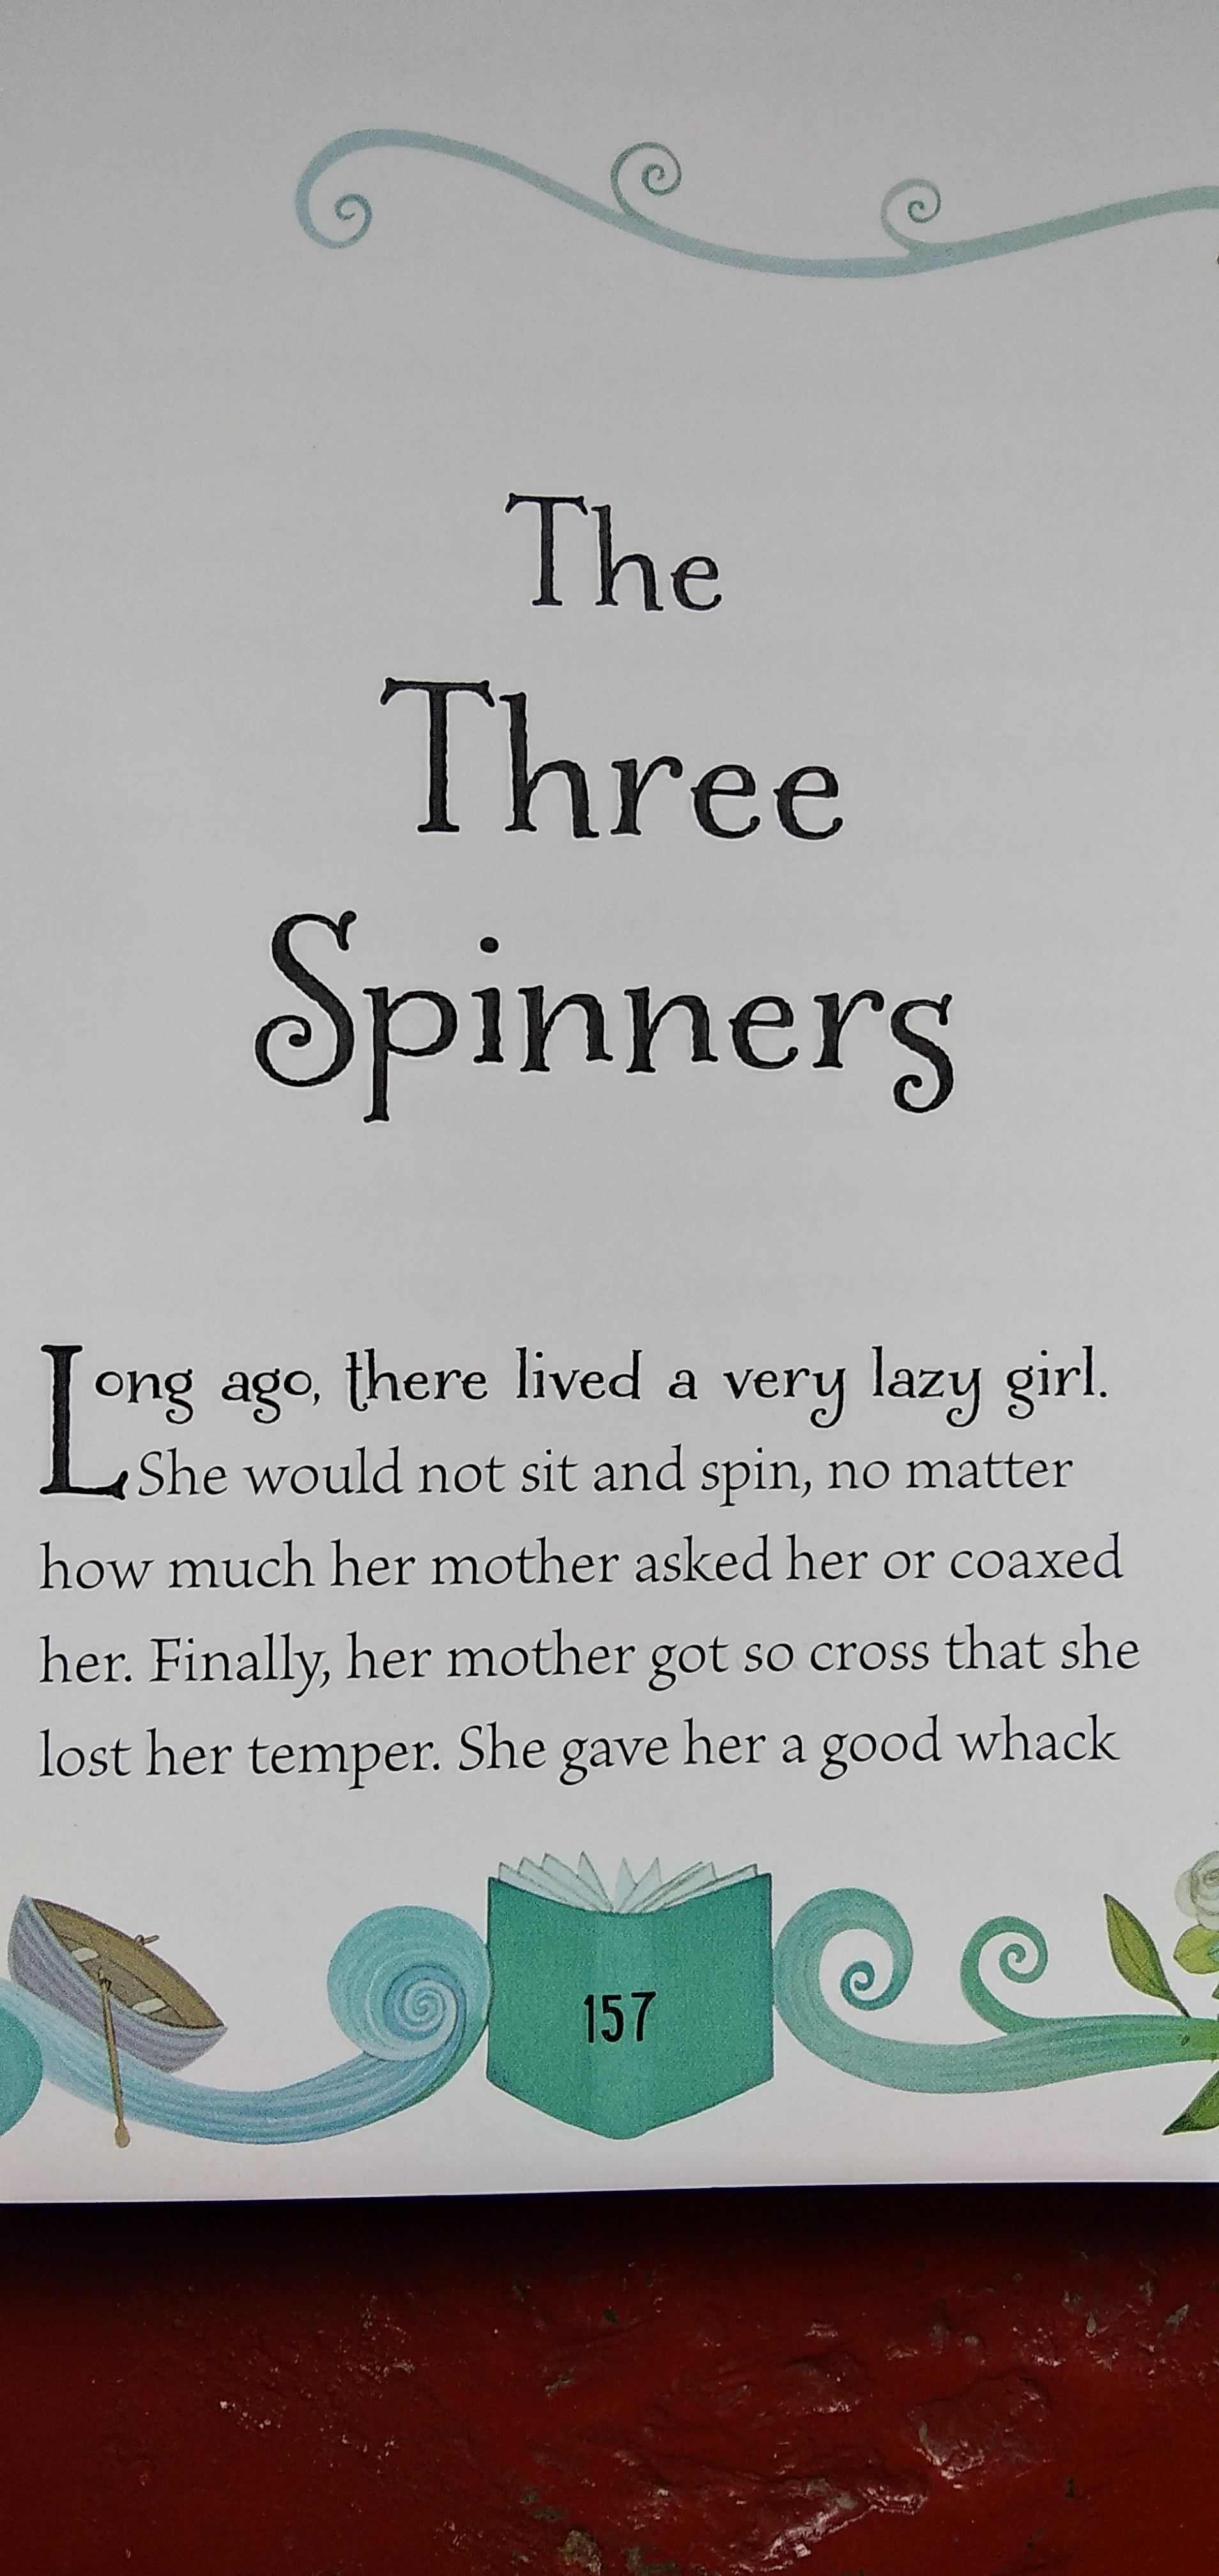 The
Three
Spinners
Long ago, there lived a very lazy girl.
She would not sit and spin, no matter
how much her mother asked her or coaxed
her. Finally, her mother got so cross that she
lost her temper. She gave her a good whack
157